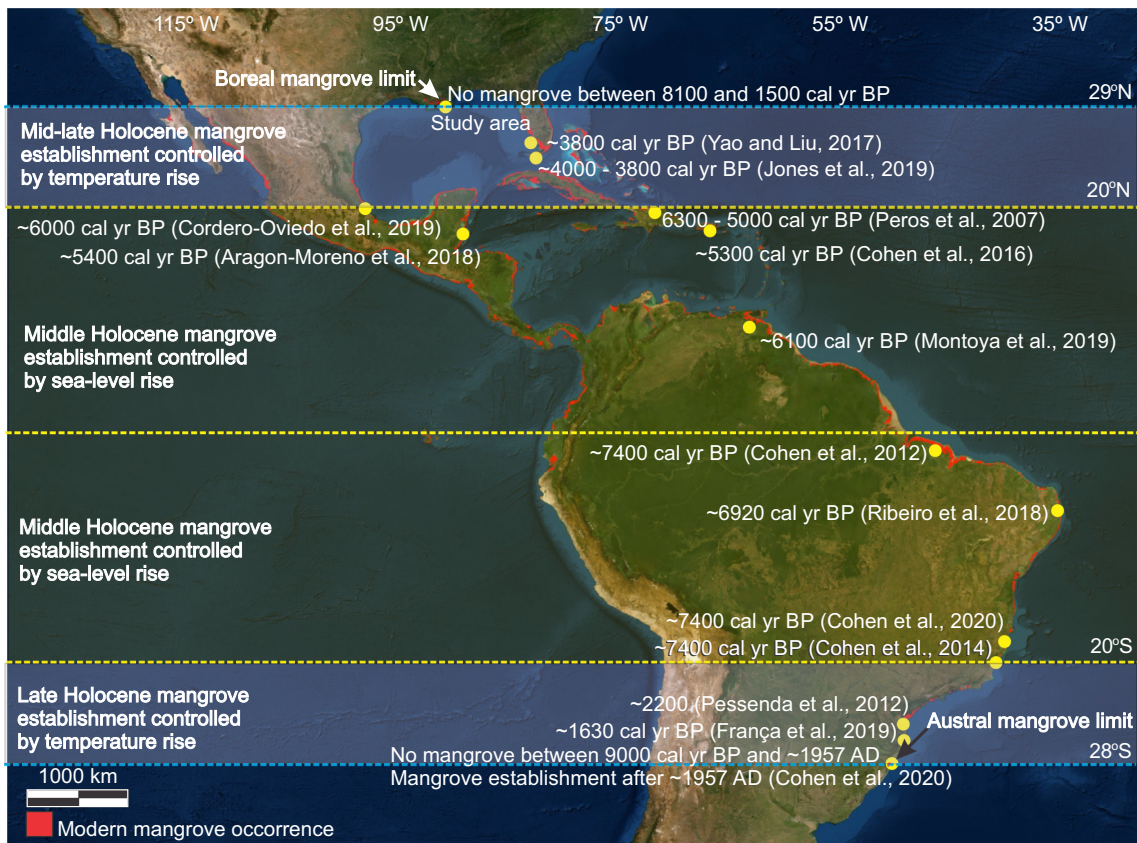 115º W
95º W
75º W
55º W
35º W
Boreal mangrove limit
No mangrove between 8100 and 1500 cal yr BP
29ºN
Study area
Mid-late Holocene mangrove
establishment controlled
by temperature rise
~3800 cal yr BP (Yao and Liu, 2017)
~4000 - 3800 cal yr BP (Jones et al., 2019)
20ºN
~6000 cal yr BP (Cordero-Oviedo et al., 2019)
6300 - 5000 cal yr BP (Peros et al., 2007)
~5400 cal yr BP (Aragon-Moreno et al., 2018)
~5300 cal yr BP (Cohen et al., 2016)
Middle Holocene mangrove
establishment controlled
by sea-level rise
~6100 cal yr BP (Montoya et al., 2019)
~7400 cal yr BP (Cohen et al., 2012)
~6920 cal yr BP (Ribeiro et al., 2018)
Middle Holocene mangrove
establishment controlled
by sea-level rise
~7400 cal yr BP (Cohen et al., 2020)
~7400 cal yr BP (Cohen et al., 2014)
20ºS
Late Holocene mangrove
establishment controlled
by temperature rise
~2200 (Pessenda et al., 2012)
~1630 cal yr BP (França et al., 2019)
Austral mangrove limit
No mangrove between 9000 cal yr BP and ~1957 AD
28ºS
Mangrove establishment after ~1957 AD (Cohen et al., 2020)
1000 km
Modern mangrove occurrence